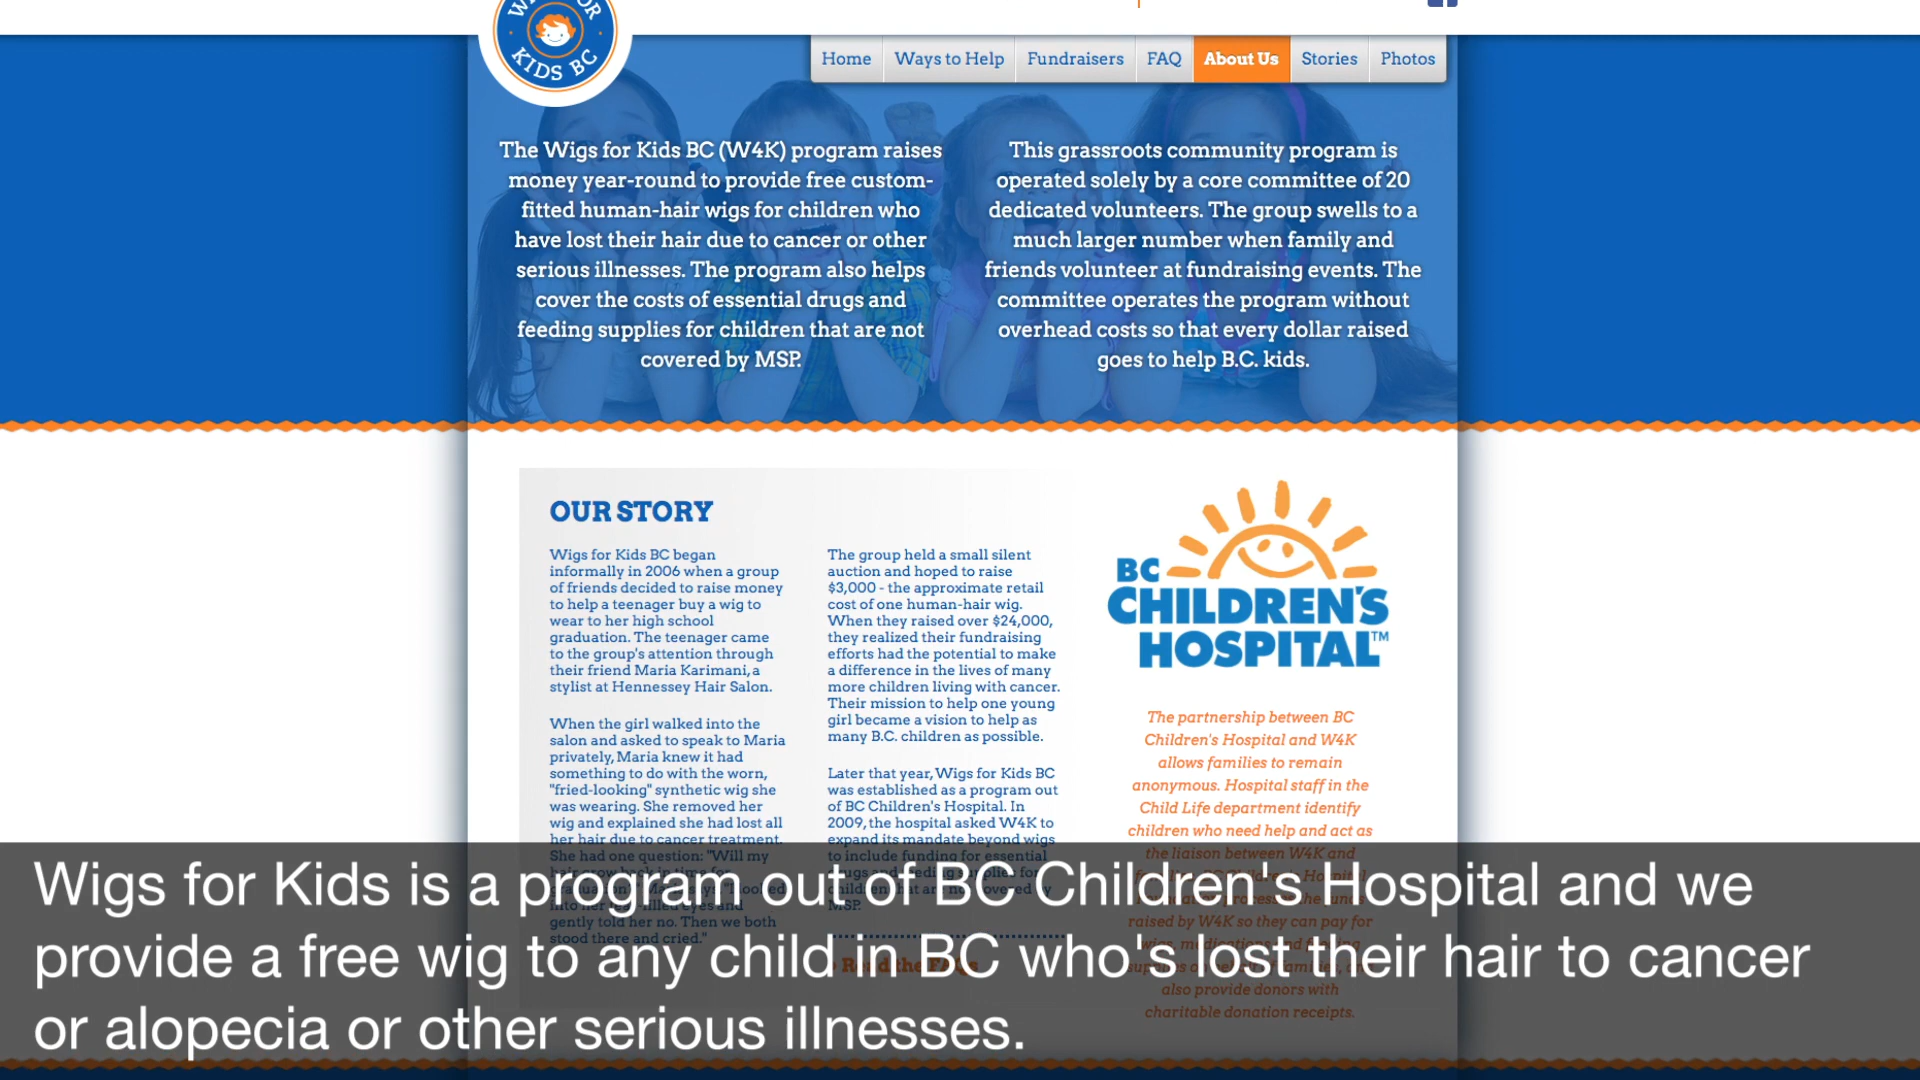 WIGS FOR
KIDS BC
Home
Ways to Help
Fundraisers
FAQ
About Us
Stories
Photos
The Wigs for Kids BC (W4K) program raises
money year-round to provide free custom-
fitted human-hair wigs for children who
have lost their hair due to cancer or other
serious illnesses. The program also helps
cover the costs of essential drugs and
feeding supplies for children that are not
covered by MSP.
This grassroots community program is
operated solely by a core committee of 20
dedicated volunteers. The group swells to a
much larger number when family and
friends volunteer at fundraising events. The
committee operates the program without
overhead costs so that every dollar raised
goes to help B.C. kids.
OUR STORY
Wigs for Kids BC began
informally in 2006 when a group
of friends decided to raise money
to help a teenager buy a wig to
wear to her high school
graduation. The teenager came
to the group's attention through
their friend Maria Karimani, a
stylist at Hennessey Hair Salon.
When the girl walked into the
salon and asked to speak to Maria
privately, Maria knew it had
something to do with the worn,
"fried-looking" synthetic wig she
was wearing. She removed her
wig and explained she had lost all
her hair due to cancer treatment.
She had one question: "Will my
gently told her no. Then we both
stood there and cried."
The group held a small silent
auction and hoped to raise
$3,000 - the approximate retail
cost of one human-hair wig.
When they raised over $24,000,
they realized their fundraising
efforts had the potential to make
a difference in the lives of many
more children living with cancer.
Their mission to help one young
girl became a vision to help as
many B.C. children as possible.
Later that year, Wigs for Kids BC
was established as a program out
of BC Children's Hospital. In
2009, the hospital asked W4K to
expand its mandate beyond wigs
to include funding for essential
MSP.
Read the FAQs
BC
CHILDREN'S
HOSPITAL™
The partnership between BC
Children's Hospital and W4K
allows families to remain
anonymous. Hospital staff in the
Child Life department identify
children who need help and act as
the liaison between W4K and
raised by W4K so they can pay for
also provide donors with
charitable donation receipts.
Wigs for Kids is a program out of BC Children's Hospital and we
provide a free wig to any child in BC who's lost their hair to cancer
or alopecia or other serious illnesses.